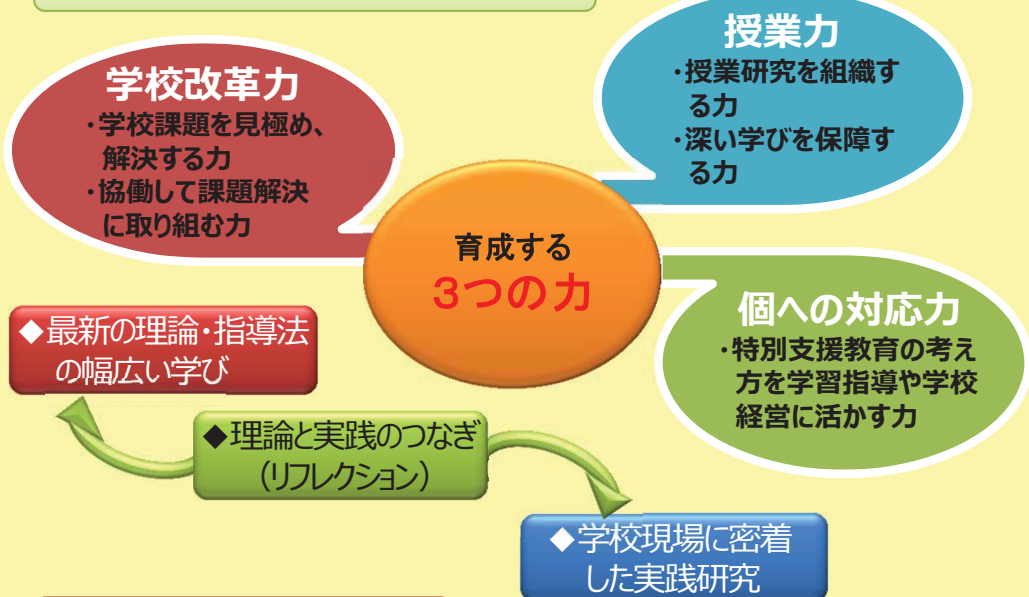 学校改革力
・学校課題を見極め、
解決する力
・協働して課題解決
に取り組む力
授業力
・授業研究を組織す
る力
・深い学びを保障す
る力
育成する
3つの力
個への対応力
・特別支援教育の考え
方を学習指導や学校
経営に活かす力
◆最新の理論・指導法
の幅広い学び
◆理論と実践のつなぎ
(リフレクション)
◆学校現場に密着
した実践研究